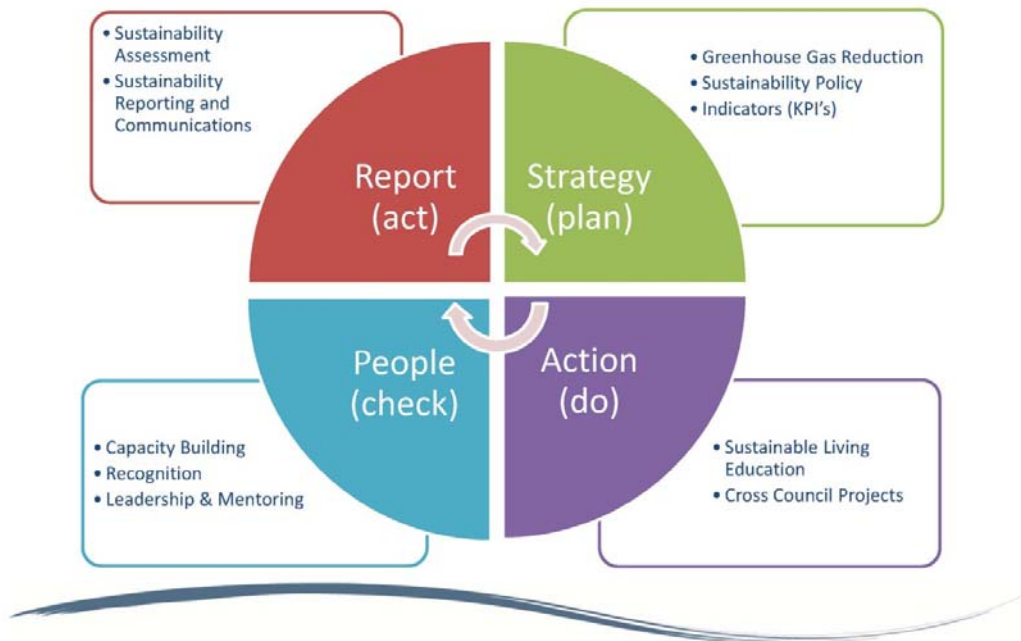 • Sustainability
Assessment
• Sustainability
Reporting and
Communications
• Greenhouse Gas Reduction
• Sustainability Policy
• Indicators (KPI's)
Report
(act)
Strategy
(plan)
People
(check)
Action
(do)
• Capacity Building
• Recognition
• Leadership & Mentoring
• Sustainable Living
Education
• Cross Council Projects